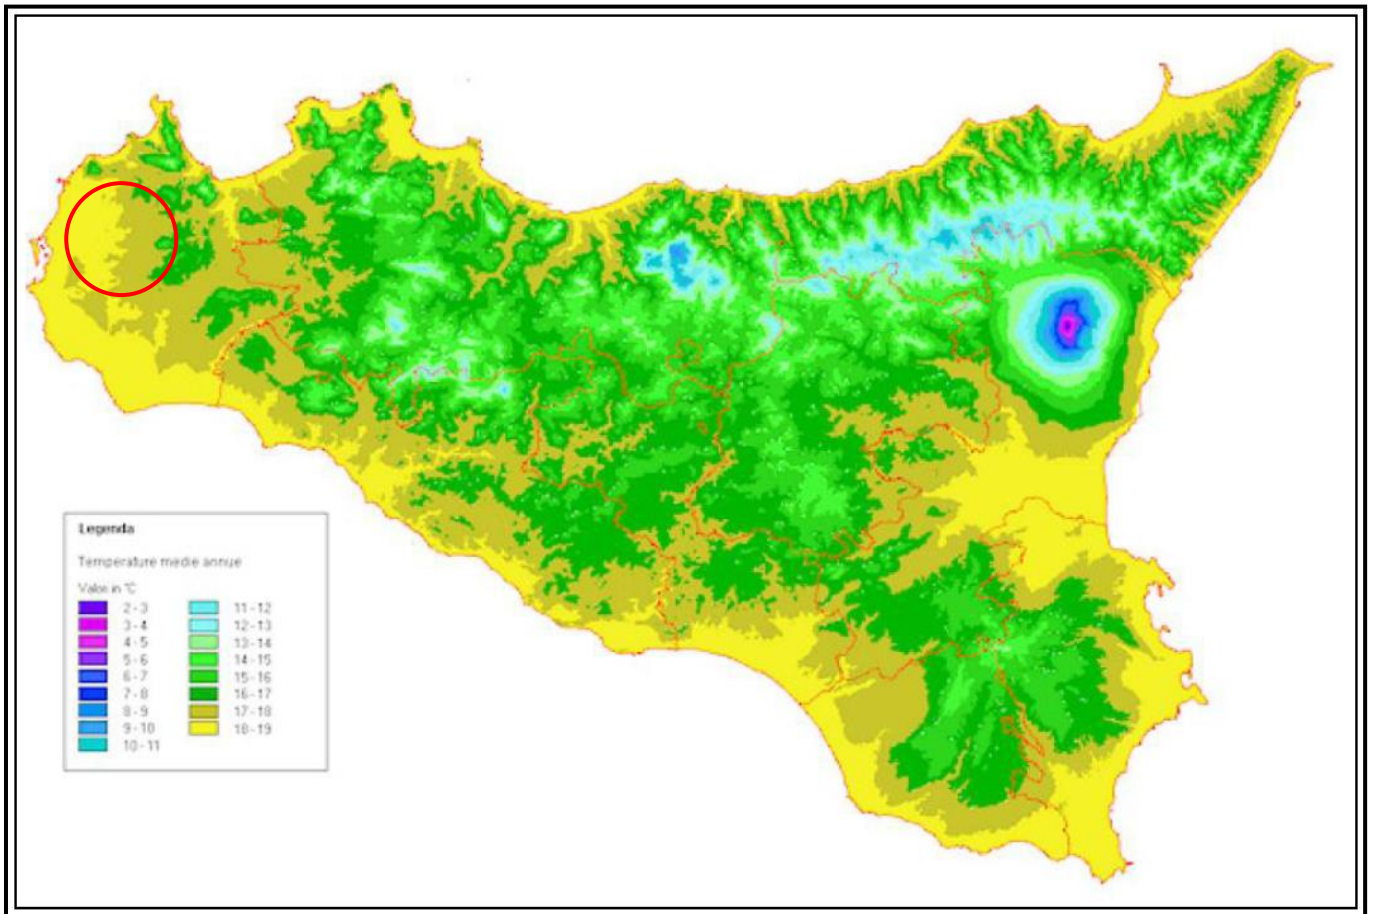 Legenda
Temperature medie annue
Valori in °C
2 - 3
3 - 4
4 - 5
5 - 6
6 - 7
7 - 8
8 - 9
9 - 10
10 - 11
11 - 12
12 - 13
13 - 14
14 - 15
15 - 16
16 - 17
17 - 18
18 - 19